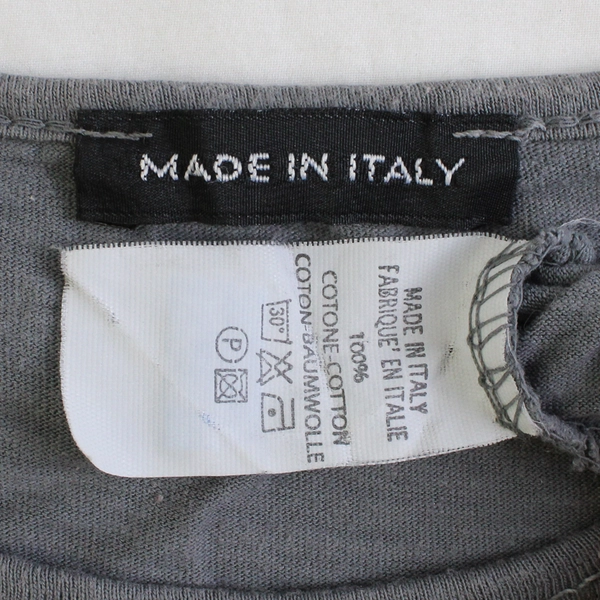 MADE IN ITALY
MADE IN ITALY
FABRIQUE' EN ITALIE
100%
COTONE-COTTON
COTON-BAUMWOLLE
30°
P